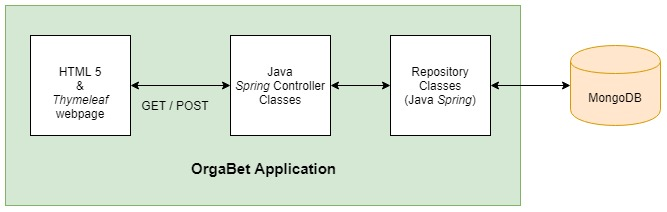 HTML 5
&
Thymeleaf
webpage
GET / POST
Java
Spring Controller
Classes
Repository
Classes
(Java Spring)
MongoDB
OrgaBet Application